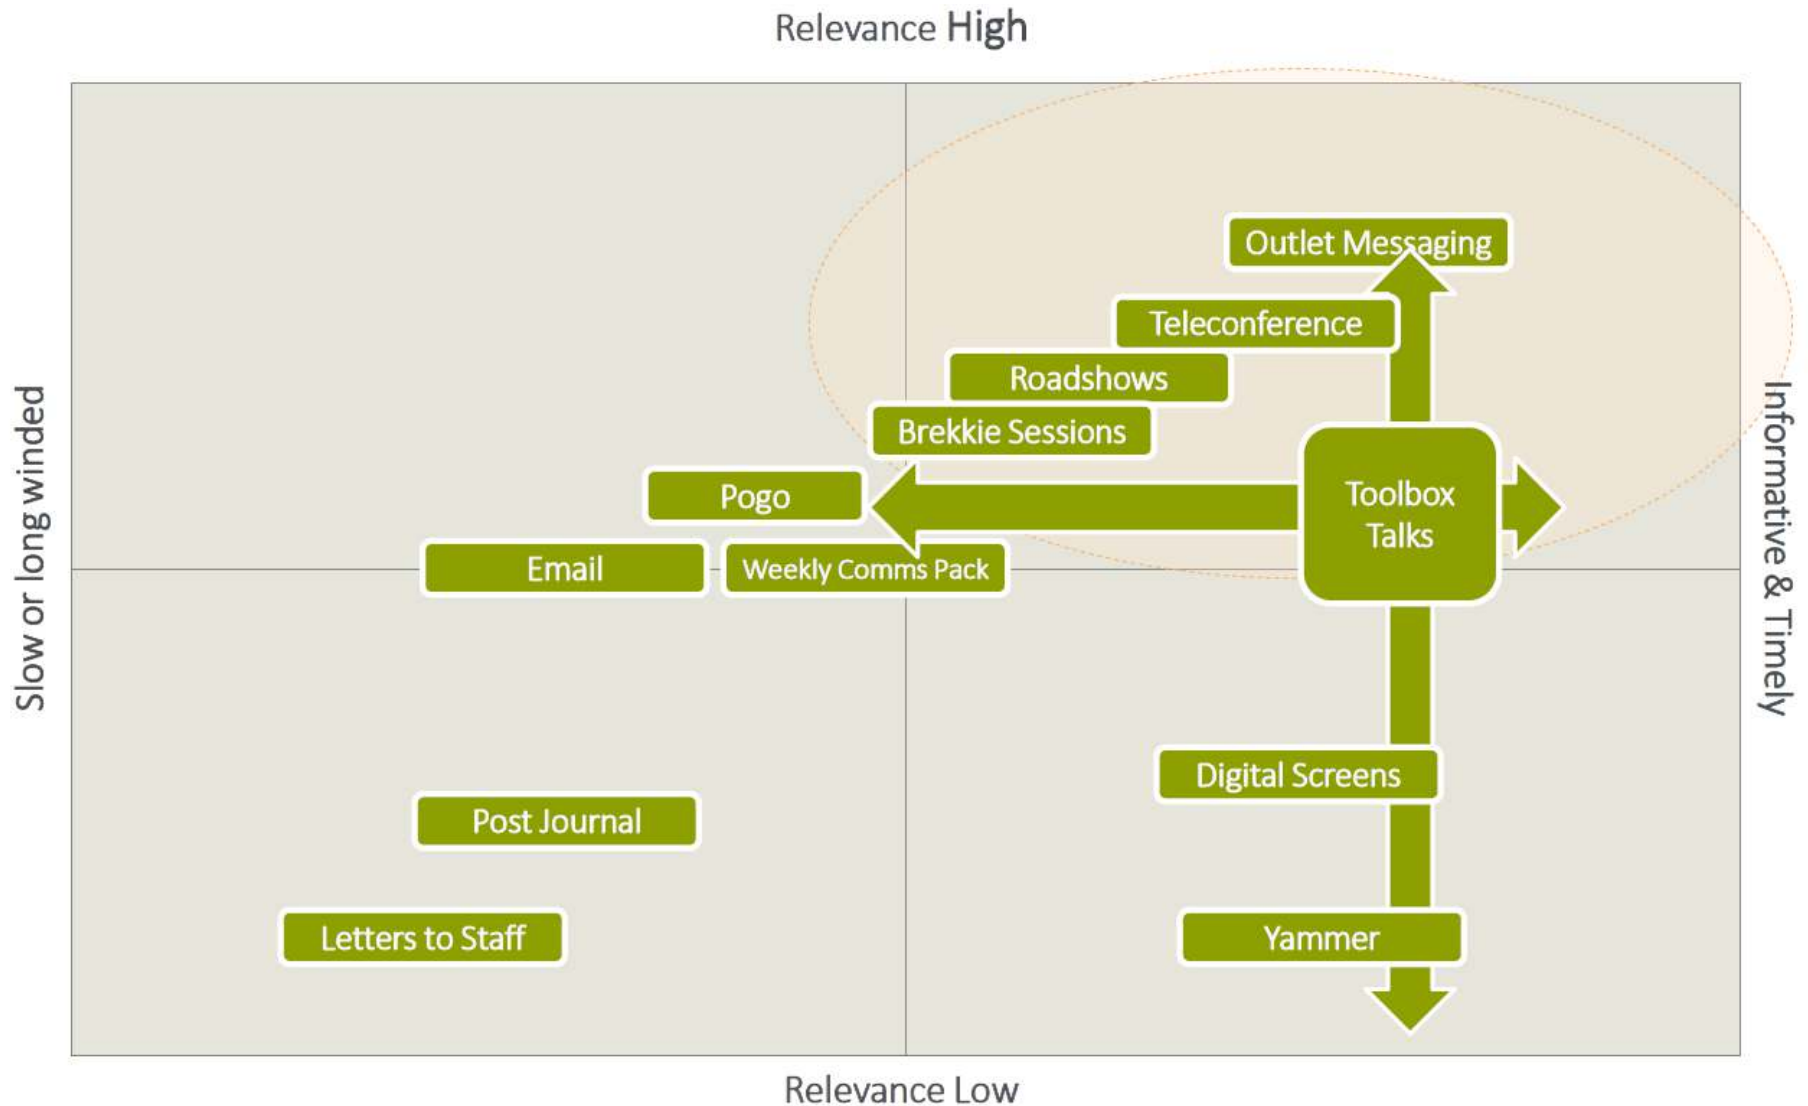 Relevance High
Outlet Messaging
Teleconference
Roadshows
Brekkie Sessions
Pogo
Toolbox
Talks
Email
Weekly Comms Pack
Slow or long winded
Informative & Timely
Digital Screens
Post Journal
Letters to Staff
Yammer
Relevance Low